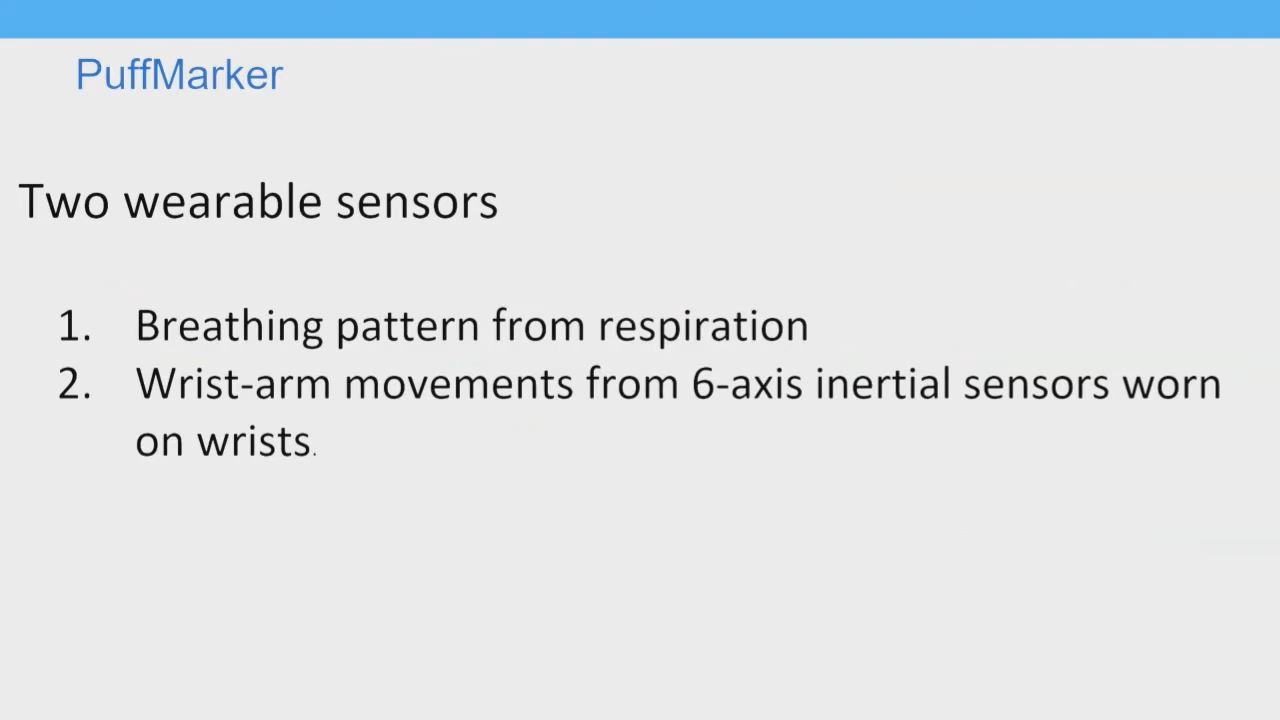 PuffMarker
Two wearable sensors
1. Breathing pattern from respiration
2. Wrist-arm movements from 6-axis inertial sensors worn
on wrists.